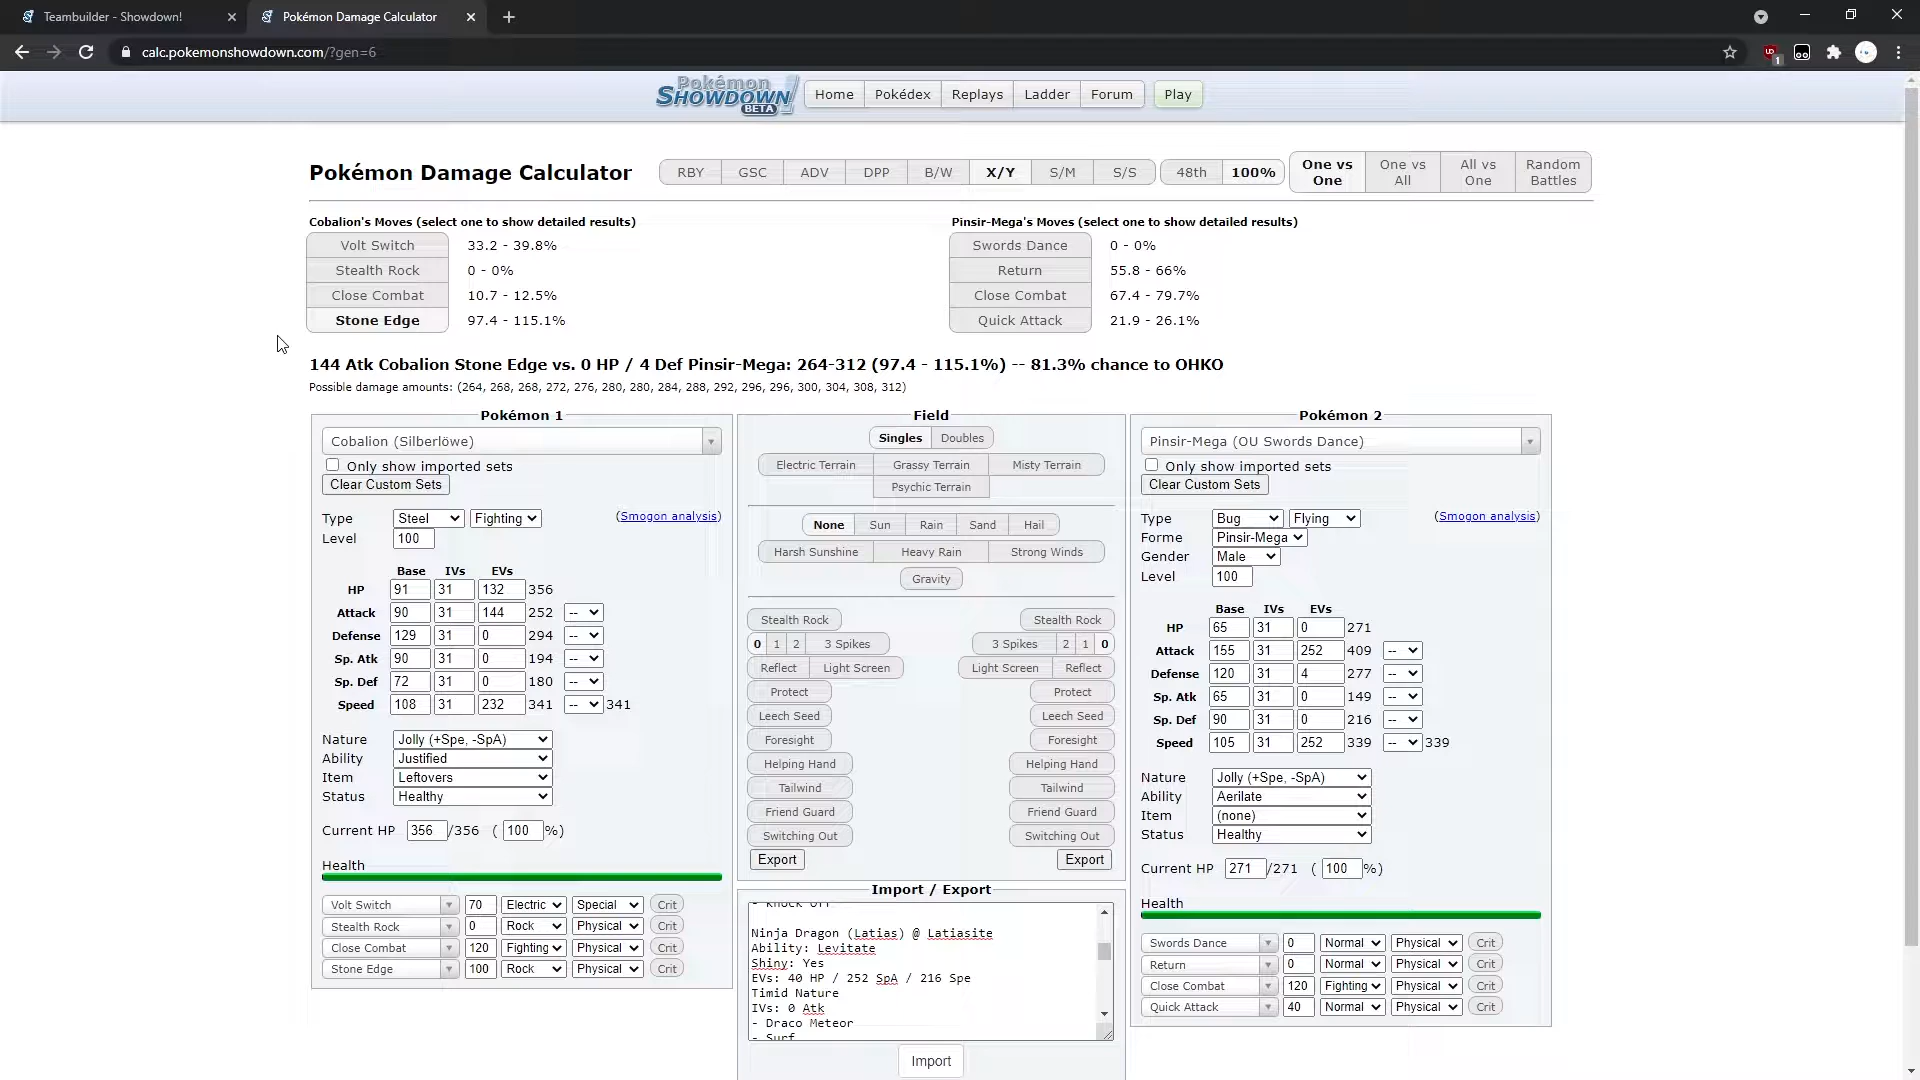 Teambuilder - Showdown!
Pokémon Damage Calculator
calc.pokemonshowdown.com/?gen=6
UD
1
Pokémon SHOWDOWN! BETA
Home Pokédex Replays Ladder Forum Play
Pokémon Damage Calculator
RBY GSC ADV DPP B/W X/Y S/M S/S 48th 100% One vs One One vs All All vs One Random Battles
Cobalion's Moves (select one to show detailed results)
Volt Switch 33.2 - 39.8%
Stealth Rock 0 - 0%
Close Combat 10.7 - 12.5%
Stone Edge 97.4 - 115.1%
Pinsir-Mega's Moves (select one to show detailed results)
Swords Dance 0 - 0%
Return 55.8 - 66%
Close Combat 67.4 - 79.7%
Quick Attack 21.9 - 26.1%
144 Atk Cobalion Stone Edge vs. 0 HP / 4 Def Pinsir-Mega: 264-312 (97.4 - 115.1%) -- 81.3% chance to OHKO
Possible damage amounts: (264, 268, 268, 272, 276, 280, 280, 284, 288, 292, 296, 296, 300, 304, 308, 312)
Pokémon 1
Cobalion (Silberlöwe)
Only show imported sets
Clear Custom Sets
Type Steel Fighting (Smogon analysis)
Level 100
Base IVs EVs
HP 91 31 132 356
Attack 90 31 144 252 --
Defense 129 31 0 294 --
Sp. Atk 90 31 0 194 --
Sp. Def 72 31 0 180 --
Speed 108 31 232 341 -- 341
Nature Jolly (+Spe, -SpA)
Ability Justified
Item Leftovers
Status Healthy
Current HP 356 /356 ( 100 %)
Health
Volt Switch 70 Electric Special Crit
Stealth Rock 0 Rock Physical Crit
Close Combat 120 Fighting Physical Crit
Stone Edge 100 Rock Physical Crit
Field
Singles Doubles
Electric Terrain Grassy Terrain Misty Terrain
Psychic Terrain
None Sun Rain Sand Hail
Harsh Sunshine Heavy Rain Strong Winds
Gravity
Stealth Rock Stealth Rock
0 1 2 3 Spikes 3 Spikes 2 1 0
Reflect Light Screen Light Screen Reflect
Protect Protect
Leech Seed Leech Seed
Foresight Foresight
Helping Hand Helping Hand
Tailwind Tailwind
Friend Guard Friend Guard
Switching Out Switching Out
Export Export
Import / Export
- Knock Off
Ninja Dragon (Latias) @ Latiasite
Ability: Levitate
Shiny: Yes
EVs: 40 HP / 252 SpA / 216 Spe
Timid Nature
IVs: 0 Atk
- Draco Meteor
- Surf
Import
Pokémon 2
Pinsir-Mega (OU Swords Dance)
Only show imported sets
Clear Custom Sets
Type Bug Flying (Smogon analysis)
Forme Pinsir-Mega
Gender Male
Level 100
Base IVs EVs
HP 65 31 0 271
Attack 155 31 252 409 --
Defense 120 31 4 277 --
Sp. Atk 65 31 0 149 --
Sp. Def 90 31 0 216 --
Speed 105 31 252 339 -- 339
Nature Jolly (+Spe, -SpA)
Ability Aerilate
Item (none)
Status Healthy
Current HP 271 /271 ( 100 %)
Health
Swords Dance 0 Normal Physical Crit
Return 0 Normal Physical Crit
Close Combat 120 Fighting Physical Crit
Quick Attack 40 Normal Physical Crit